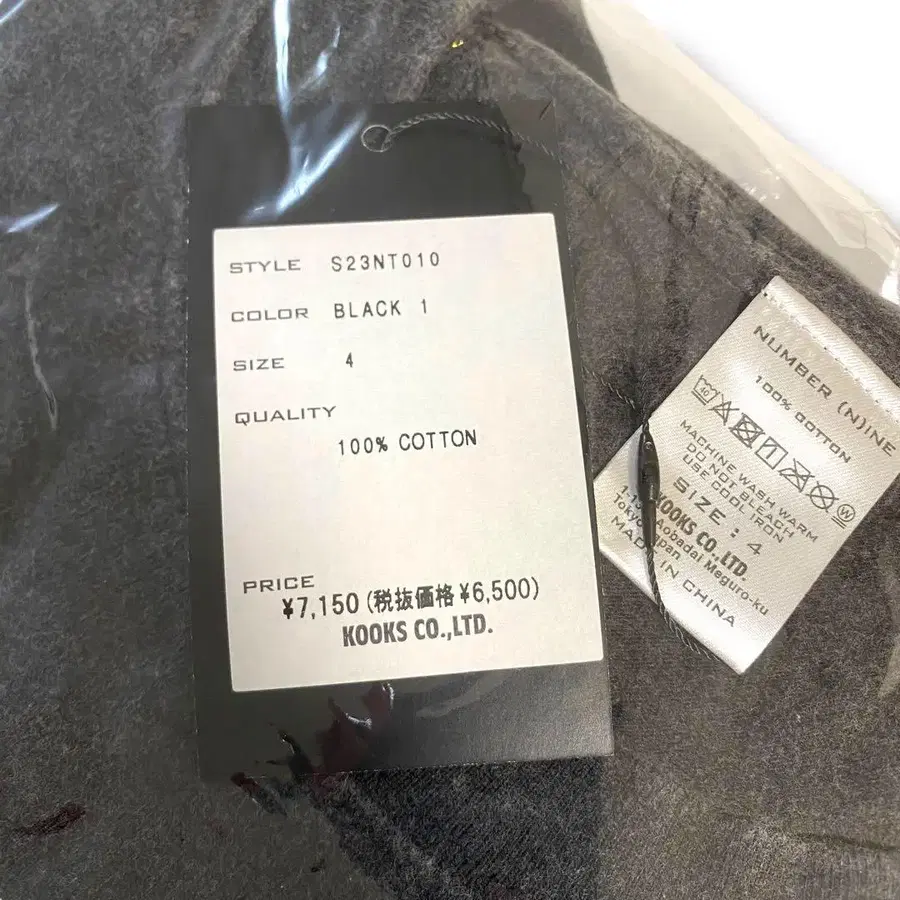 STYLE S23NT010
COLOR BLACK 1
SIZE 4
QUALITY
100% COTTON
PRICE
¥7,150 (税抜価格¥6,500)
KOOKS CO.,LTD.
NUMBER (N)INE
100% COTTON
40
W
MACHINE WASH WARM
DO NOT BLEACH
USE COOL IRON
SIZE : 4
KOOKS CO.,LTD.
Aobadai Meguro-ku
Tokyo Japan
MADE IN CHINA